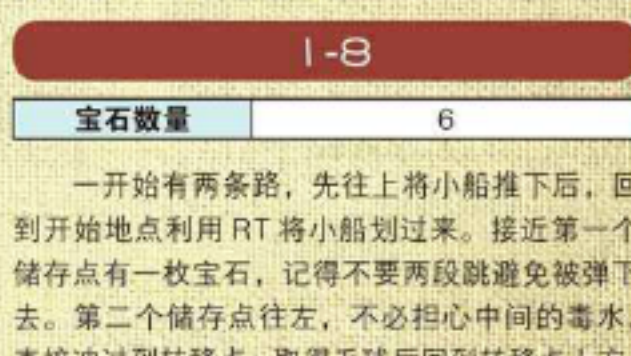 1-8
宝石数量 6
一开始有两条路，先往上将小船推下后，回
到开始地点利用 RT 将小船划过来。接近第一个
储存点有一枚宝石，记得不要两段跳避免被弹下
去。第二个储存点往左，不必担心中间的毒水，